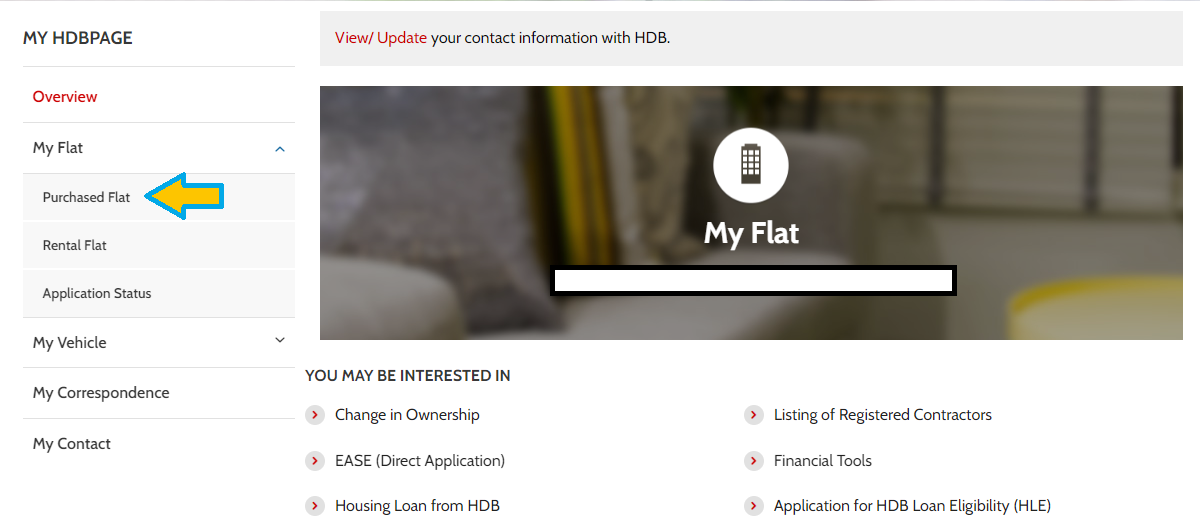 MY HDBPAGE
Overview
My Flat
Purchased Flat
Rental Flat
Application Status
My Vehicle
My Correspondence
My Contact
View/ Update your contact information with HDB.
My Flat
YOU MAY BE INTERESTED IN
Change in Ownership
Listing of Registered Contractors
EASE (Direct Application)
Financial Tools
Housing Loan from HDB
Application for HDB Loan Eligibility (HLE)